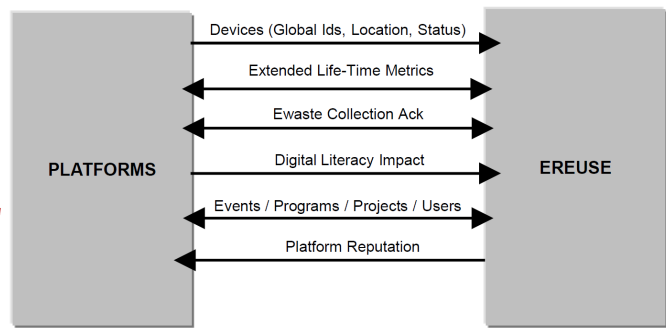 Devices (Global Ids, Location, Status)
Extended Life-Time Metrics
Ewaste Collection Ack
PLATFORMS
Digital Literacy Impact
EREUSE
Events / Programs / Projects / Users
Platform Reputation